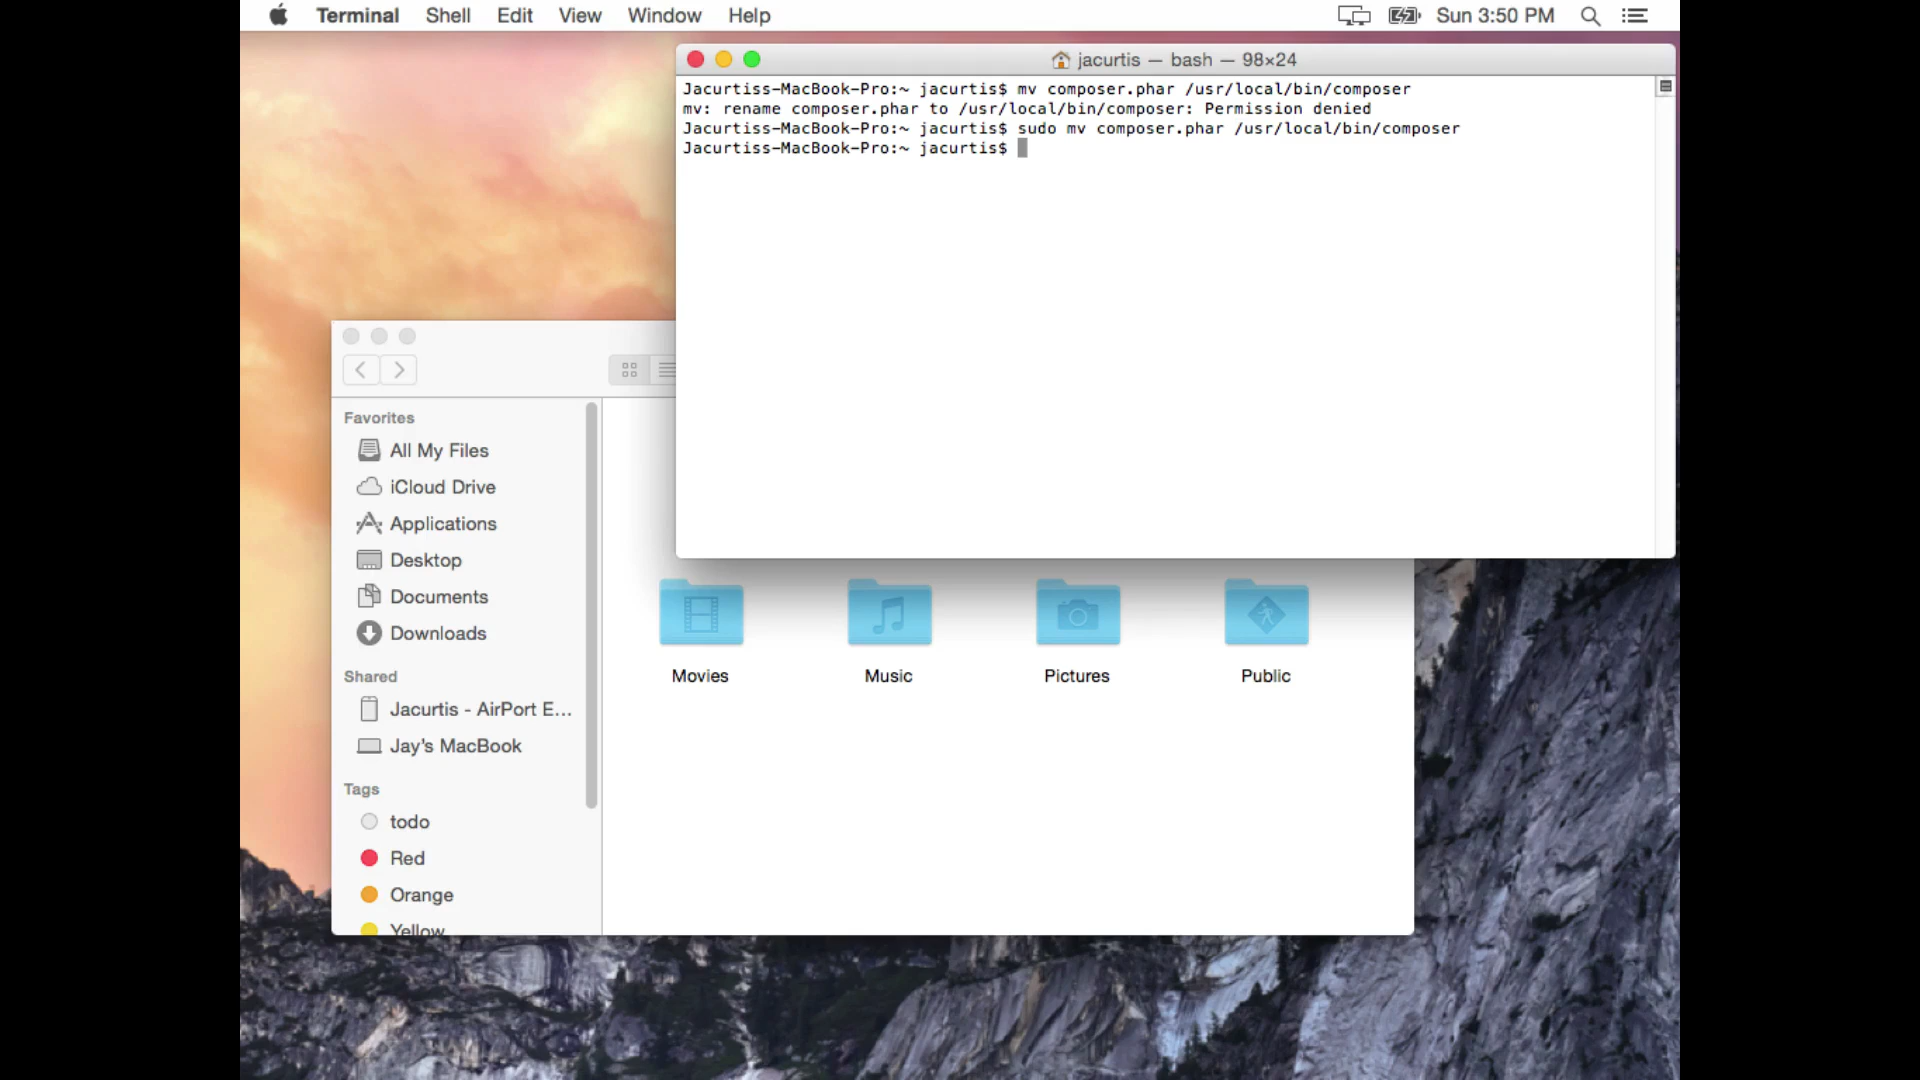 Terminal Shell Edit View Window Help Sun 3:50 PM
jacurtis — bash — 98×24
Jacurtiss-MacBook-Pro:~ jacurtis$ mv composer.phar /usr/local/bin/composer
mv: rename composer.phar to /usr/local/bin/composer: Permission denied
Jacurtiss-MacBook-Pro:~ jacurtis$ sudo mv composer.phar /usr/local/bin/composer
Jacurtiss-MacBook-Pro:~ jacurtis$
Favorites
All My Files
iCloud Drive
Applications
Desktop
Documents
Downloads
Shared
Jacurtis - AirPort E...
Jay's MacBook
Tags
todo
Red
Orange
Yellow
Movies Music Pictures Public